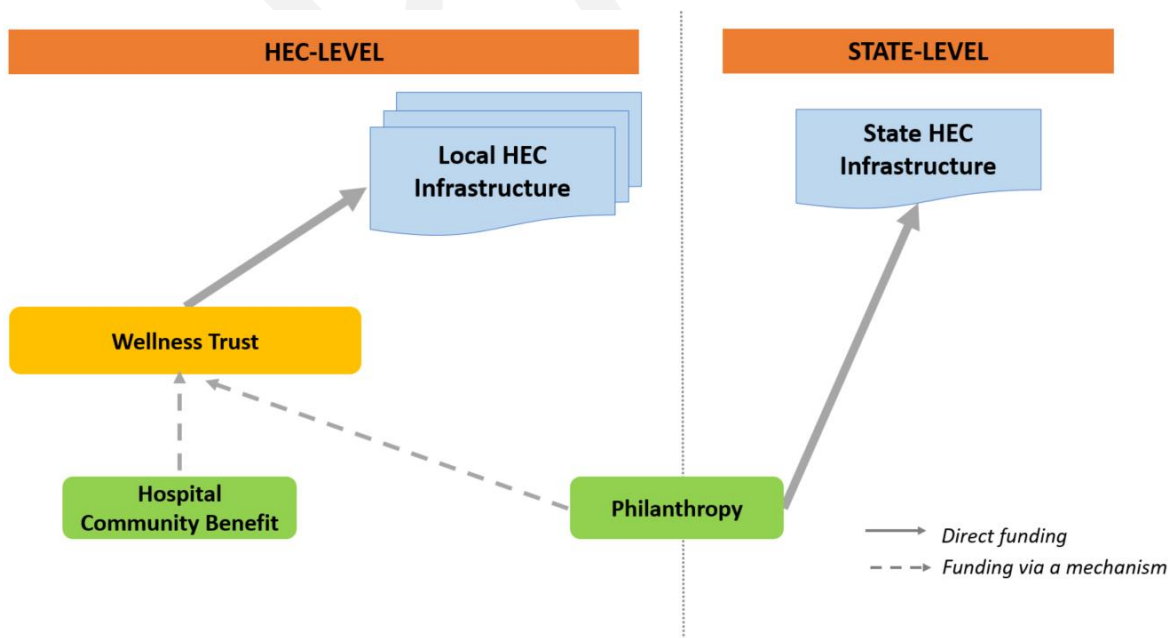 HEC-LEVEL
STATE-LEVEL
Local HEC
Infrastructure
State HEC
Infrastructure
Wellness Trust
Hospital
Community Benefit
Philanthropy
Direct funding
Funding via a mechanism